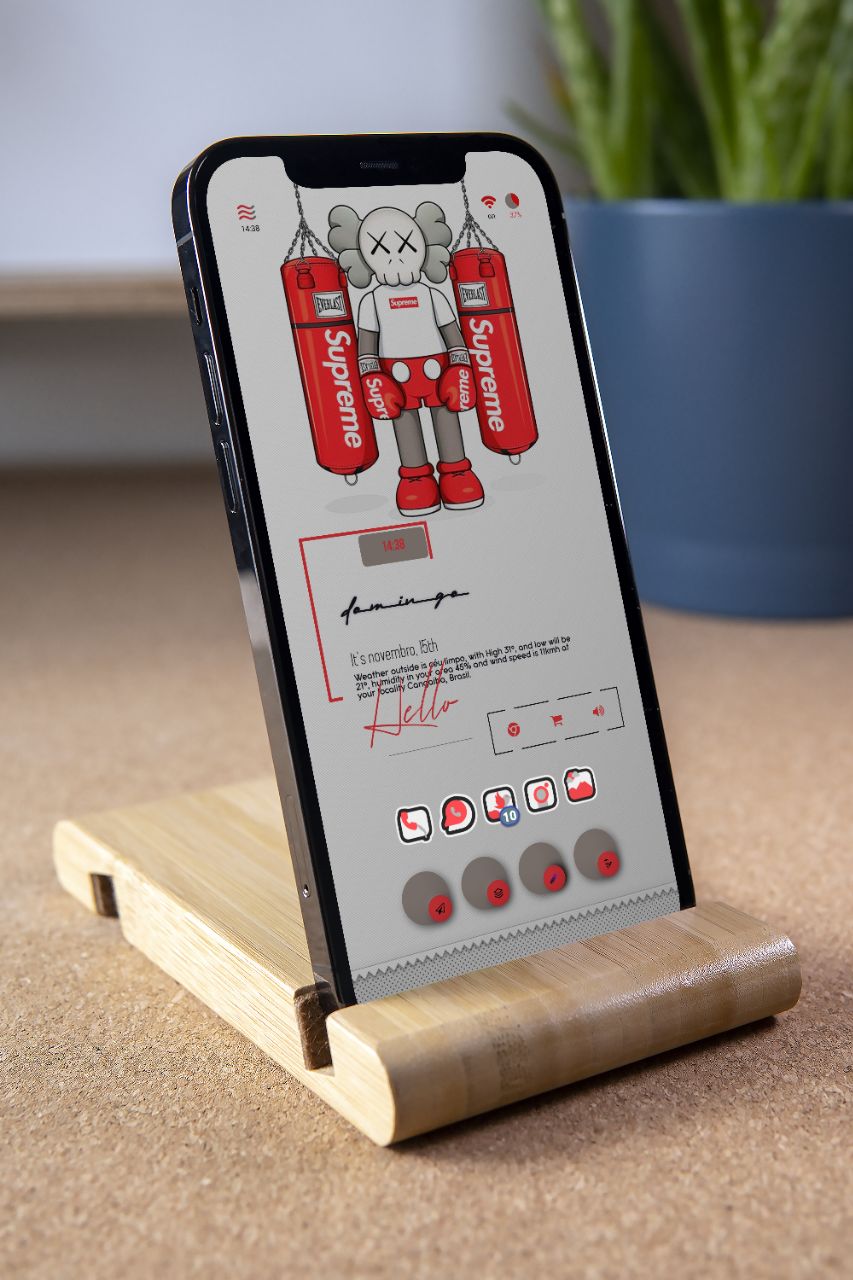 14:38
37%
EVERLAST
EVERLAST
Supreme
Supreme
Supreme
Supre
reme
14:38
domingo
It's novembro, 15th
Weather outside is céu limpo, with High 31°, and low will be
21°, humidity in your area 45% and wind speed is 11kmh at
your locality Cangaíba, Brasil.
Hello
10